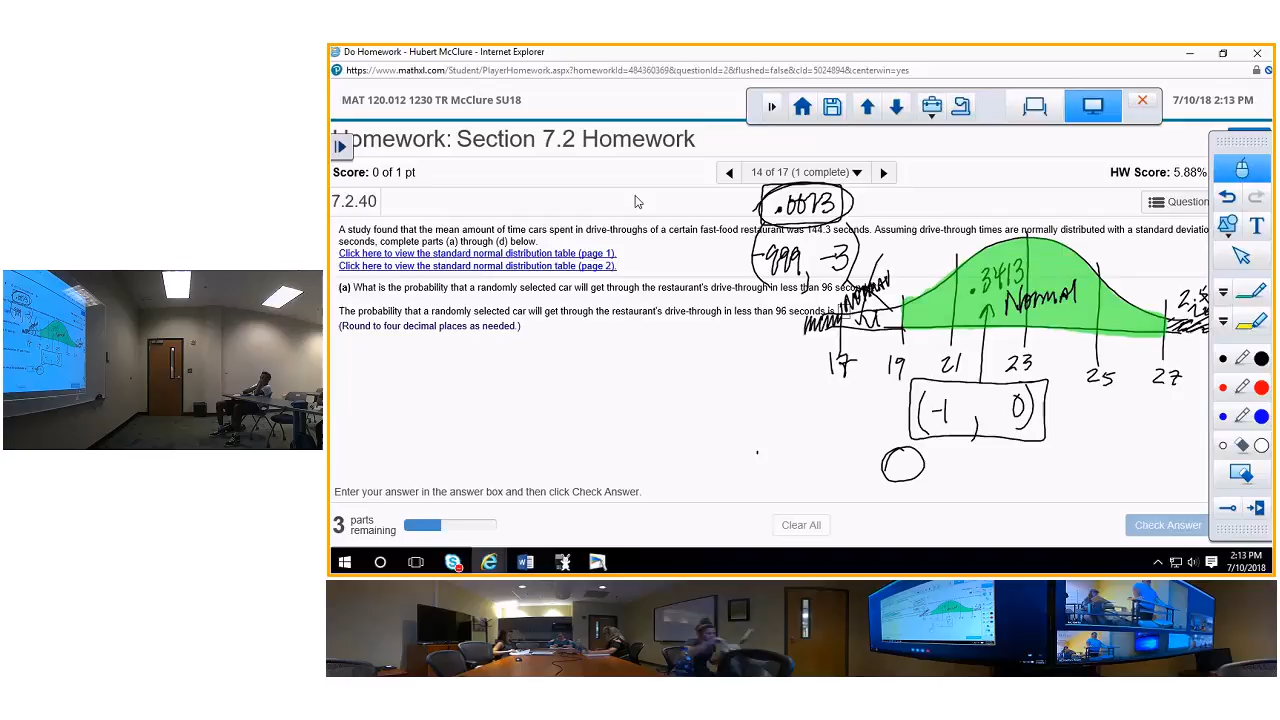 Do Homework - Hubert McClure - Internet Explorer
https://www.mathxl.com/Student/PlayerHomework.aspx?homeworkId=484360369&questionId=2&flushed=false&cId=5024894&centerwin=yes
MAT 120.012 1230 TR McClure SU18
7/10/18 2:13 PM
omework: Section 7.2 Homework
Score: 0 of 1 pt
14 of 17 (1 complete)
HW Score: 5.88%
7.2.40
Question
.0013
A study found that the mean amount of time cars spent in drive-throughs of a certain fast-food restaurant was 144.3 seconds. Assuming drive-through times are normally distributed with a standard deviatio
seconds, complete parts (a) through (d) below.
Click here to view the standard normal distribution table (page 1).
Click here to view the standard normal distribution table (page 2).
-999, -3
(a) What is the probability that a randomly selected car will get through the restaurant's drive-through in less than 96 seco
.3413
Normal
The probability that a randomly selected car will get through the restaurant's drive-through in less than 96 seconds is
(Round to four decimal places as needed.)
17 19 21 23 25 27
(-1, 0)
Enter your answer in the answer box and then click Check Answer.
3 parts remaining
Clear All
Check Answer
2:13 PM
7/10/2018